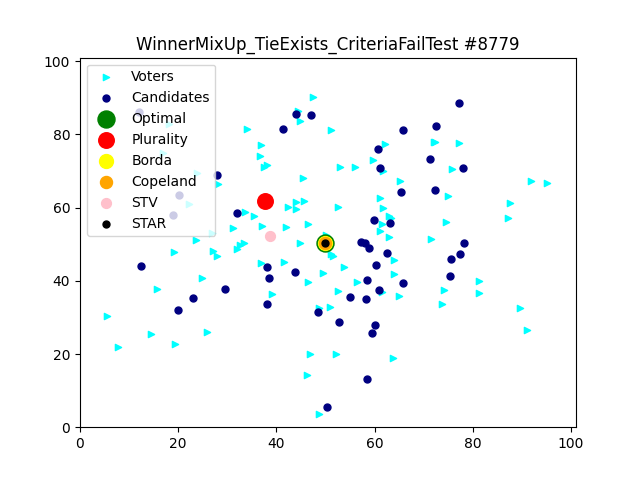 WinnerMixUp_TieExists_CriteriaFailTest #8779
100
80
60
40
20
0
Voters
Candidates
Optimal
Plurality
Borda
Copeland
STV
STAR
0 20 40 60 80 100